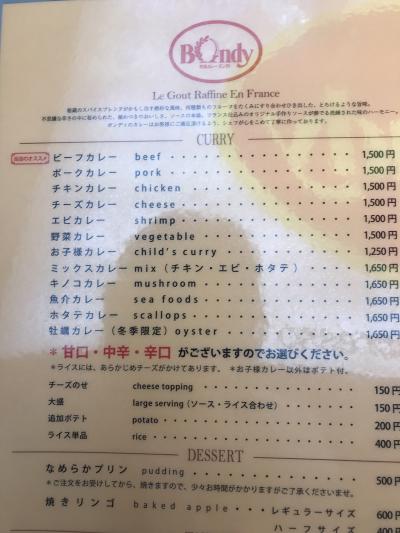 Bondy
Le Gout Raffine En France
CURRY
当店のオススメ ビーフカレー beef 1,500円
ポークカレー pork 1,500円
チキンカレー chicken 1,500円
チーズカレー cheese 1,500円
エビカレー shrimp 1,500円
野菜カレー vegetable 1,500円
お子様カレー child's curry 1,250円
ミックスカレー mix（チキン・エビ・ホタテ） 1,650円
キノコカレー mushroom 1,650円
魚介カレー sea foods 1,650円
ホタテカレー scallops 1,650円
牡蠣カレー（冬季限定）oyster 1,650円
＊甘口・中辛・辛口 がございますのでお選びください。
＊ライスには、あらかじめチーズがかけてあります。 ＊お子様カレー以外はポテト付。
チーズのせ cheese topping 150円
大盛 large serving（ソース・ライス合わせ） 150円
追加ポテト potato 200円
ライス単品 rice 400円
DESSERT
なめらかプリン pudding 500円
＊ご注文をお受けしてから、焼きますので、少々お時間がかかりますがご了承くださいませ。
焼きリンゴ baked apple レギュラーサイズ 600円
ハーフサイズ 400円